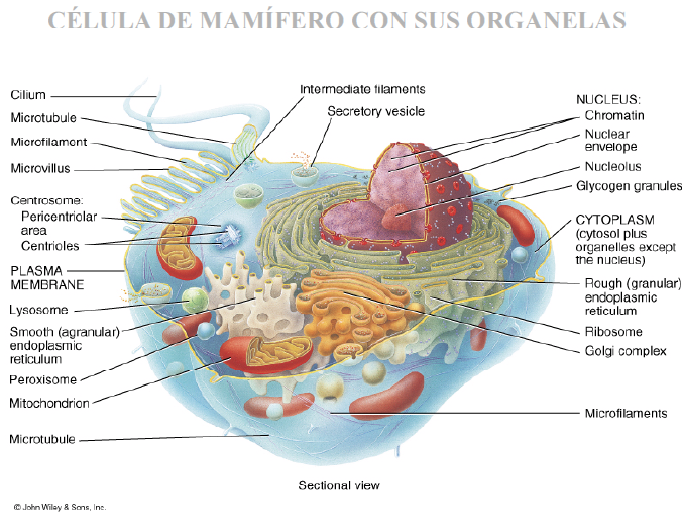 CÉLULA DE MAMÍFERO CON SUS ORGANELAS
Cilium
Microtubule
Microfilament
Microvillus
Centrosome:
Pericentriolar
area
Centrioles
PLASMA
MEMBRANE
Lysosome
Smooth (agranular)
endoplasmic
reticulum
Peroxisome
Mitochondrion
Microtubule
Intermediate filaments
Secretory vesicle
NUCLEUS:
Chromatin
Nuclear
envelope
Nucleolus
Glycogen granules
CYTOPLASM
(cytosol plus
organelles except
the nucleus)
Rough (granular)
endoplasmic
reticulum
Ribosome
Golgi complex
Microfilaments
Sectional view
© John Wiley & Sons, Inc.